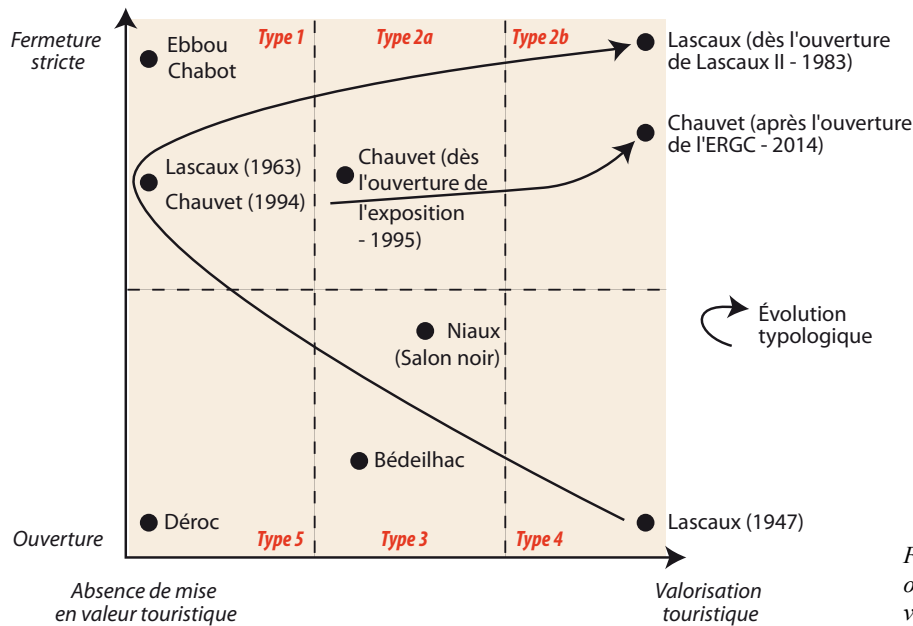 Fermeture
stricte
Ebbou
Chabot
Type 1
Type 2a
Type 2b
Lascaux (dès l'ouverture
de Lascaux II - 1983)
Chauvet (après l'ouverture
de l'ERGC - 2014)
Lascaux (1963)
Chauvet (1994)
Chauvet (dès
l'ouverture de
l'exposition
- 1995)
Évolution
typologique
Niaux
(Salon noir)
Bédeilhac
Déroc
Lascaux (1947)
Ouverture
Type 5
Type 3
Type 4
Absence de mise
en valeur touristique
Valorisation
touristique